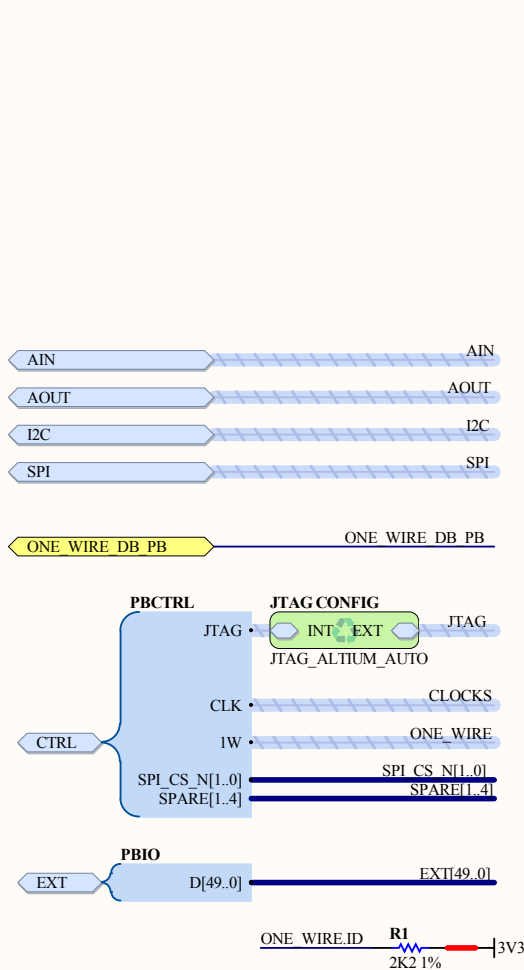 AIN AIN
AOUT AOUT
I2C I2C
SPI SPI
ONE_WIRE_DB_PB ONE_WIRE_DB_PB
PBCTRL JTAG CONFIG
JTAG INT EXT JTAG
JTAG_ALTIUM_AUTO
CLK CLOCKS
CTRL 1W ONE_WIRE
SPI_CS_N[1..0] SPI_CS_N[1..0]
SPARE[1..4] SPARE[1..4]
PBIO
EXT D[49..0] EXT[49..0]
ONE_WIRE.ID R1 3V3
2K2 1%